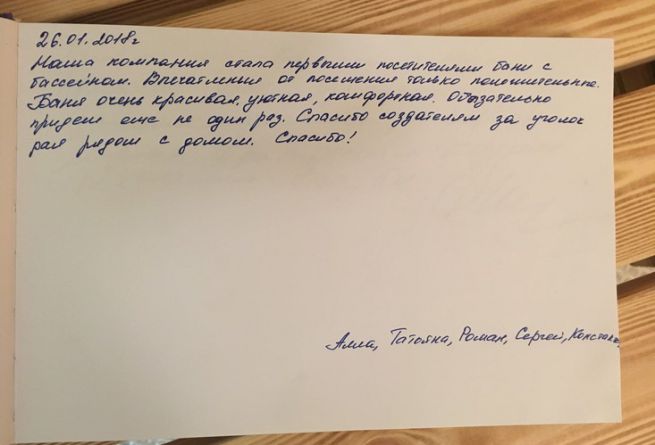 26.01.2018г
Наша компания стала первыми посетителями бани с
бассейном. Впечатления от посещения только положительные.
Баня очень красивая, уютная, комфортная. Обязательно
придем еще не один раз. Спасибо создателям за уголок
рая рядом с домом. Спасибо!
Алла, Татьяна, Роман, Сергей, Констан